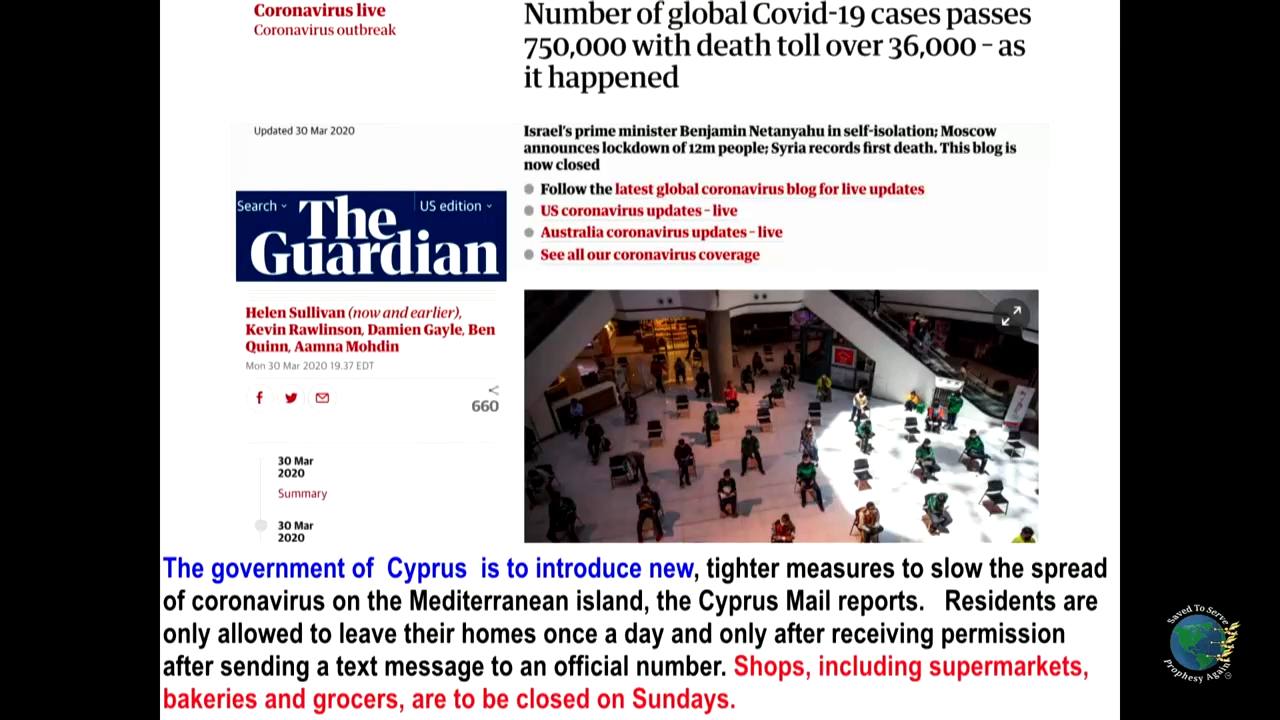 Coronavirus live
Coronavirus outbreak
Number of global Covid-19 cases passes
750,000 with death toll over 36,000 – as
it happened
Updated 30 Mar 2020
Israel's prime minister Benjamin Netanyahu in self-isolation; Moscow
announces lockdown of 12m people; Syria records first death. This blog is
now closed
Follow the latest global coronavirus blog for live updates
US coronavirus updates – live
Australia coronavirus updates – live
See all our coronavirus coverage
Search
US edition
The
Guardian
Helen Sullivan (now and earlier),
Kevin Rawlinson, Damien Gayle, Ben
Quinn, Aamna Mohdin
Mon 30 Mar 2020 19.37 EDT
660
30 Mar
2020
Summary
30 Mar
2020
The government of Cyprus is to introduce new, tighter measures to slow the spread
of coronavirus on the Mediterranean island, the Cyprus Mail reports. Residents are
only allowed to leave their homes once a day and only after receiving permission
after sending a text message to an official number. Shops, including supermarkets,
bakeries and grocers, are to be closed on Sundays.
Saved To Serve
Prophesy Again